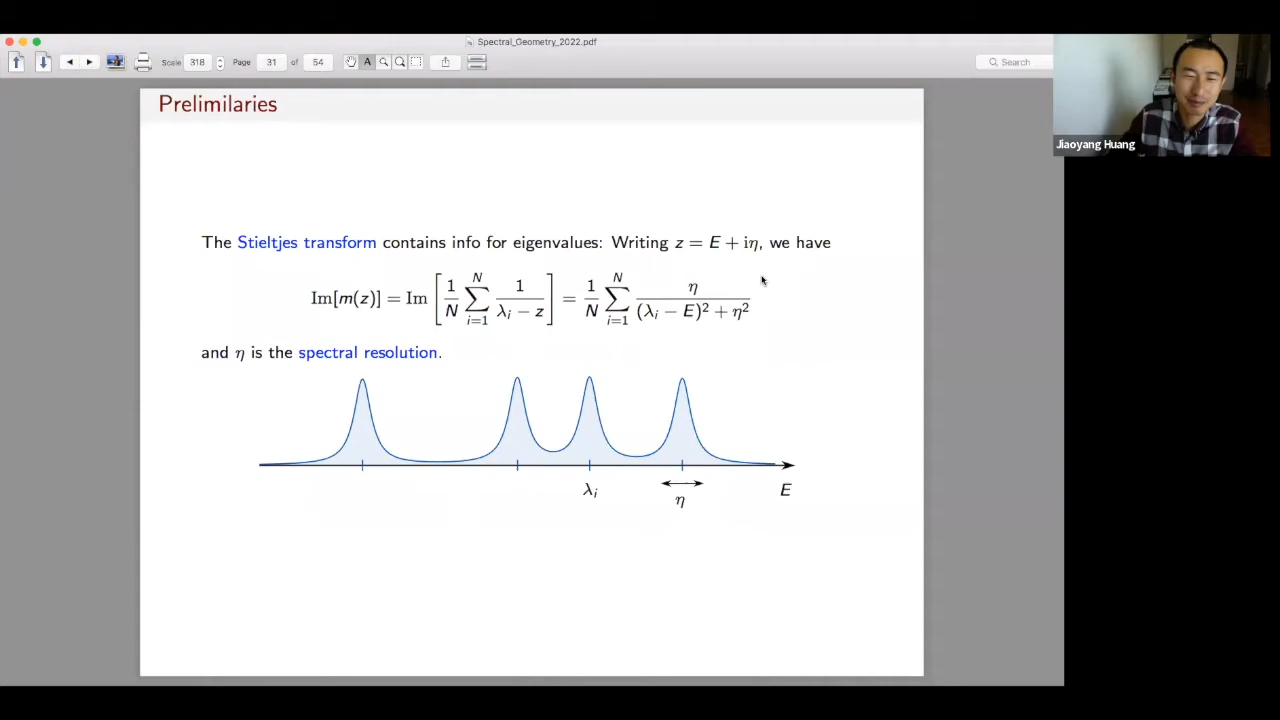 Spectral_Geometry_2022.pdf
Scale 318 Page 31 of 54 A Search
Prelimilaries
Jiaoyang Huang
The Stieltjes transform contains info for eigenvalues: Writing z = E + iη, we have
Im[m(z)] = Im [ 1/N ∑_{i=1}^{N} 1/(λ_i − z) ] = 1/N ∑_{i=1}^{N} η/((λ_i − E)² + η²)
and η is the spectral resolution.
λ_i E
η